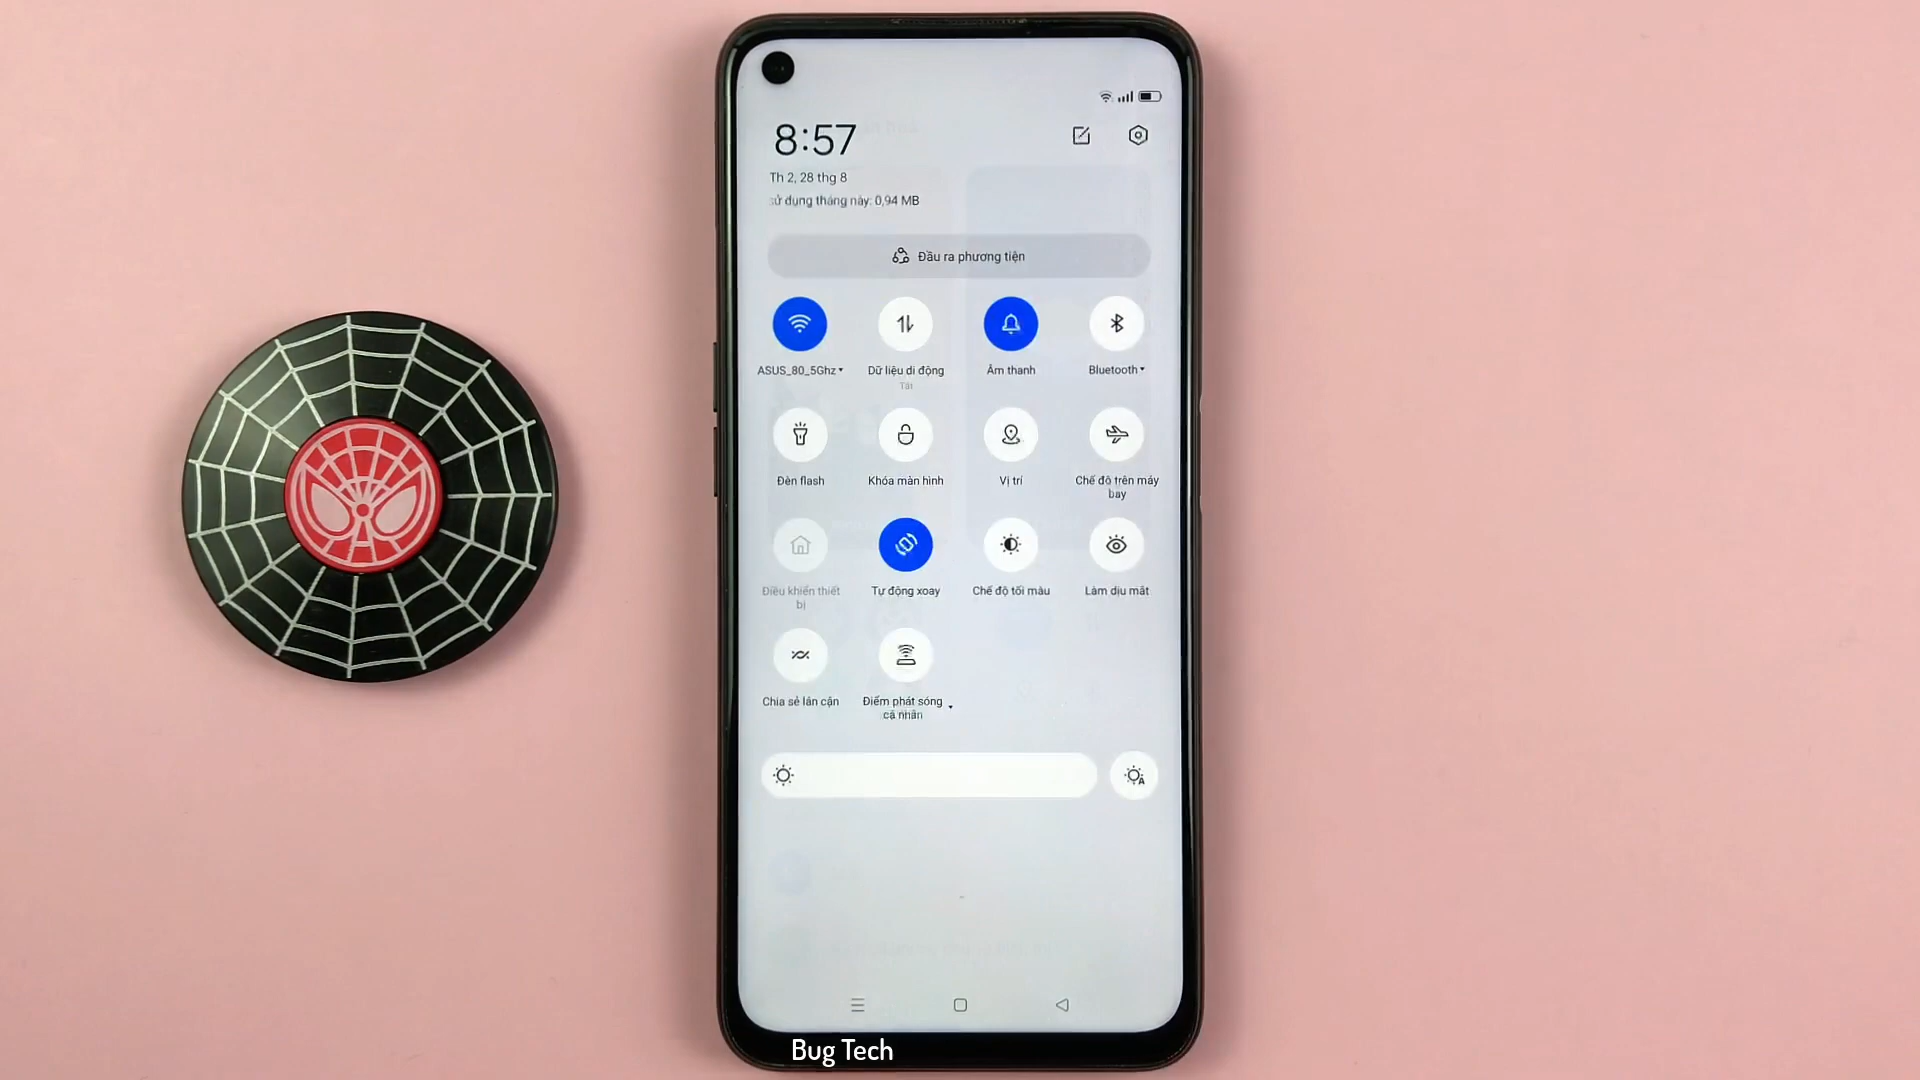 8:57
Th 2, 28 thg 8
sử dụng tháng này: 0,94 MB
Đầu ra phương tiện
ASUS_80_5Ghz
Dữ liệu di động
Tắt
Âm thanh
Bluetooth
Đèn flash
Khóa màn hình
Vị trí
Chế độ trên máy
bay
Điều khiển thiết
bị
Tự động xoay
Chế độ tối màu
Làm dịu mắt
Chia sẻ lân cận
Điểm phát sóng
cá nhân
Bug Tech